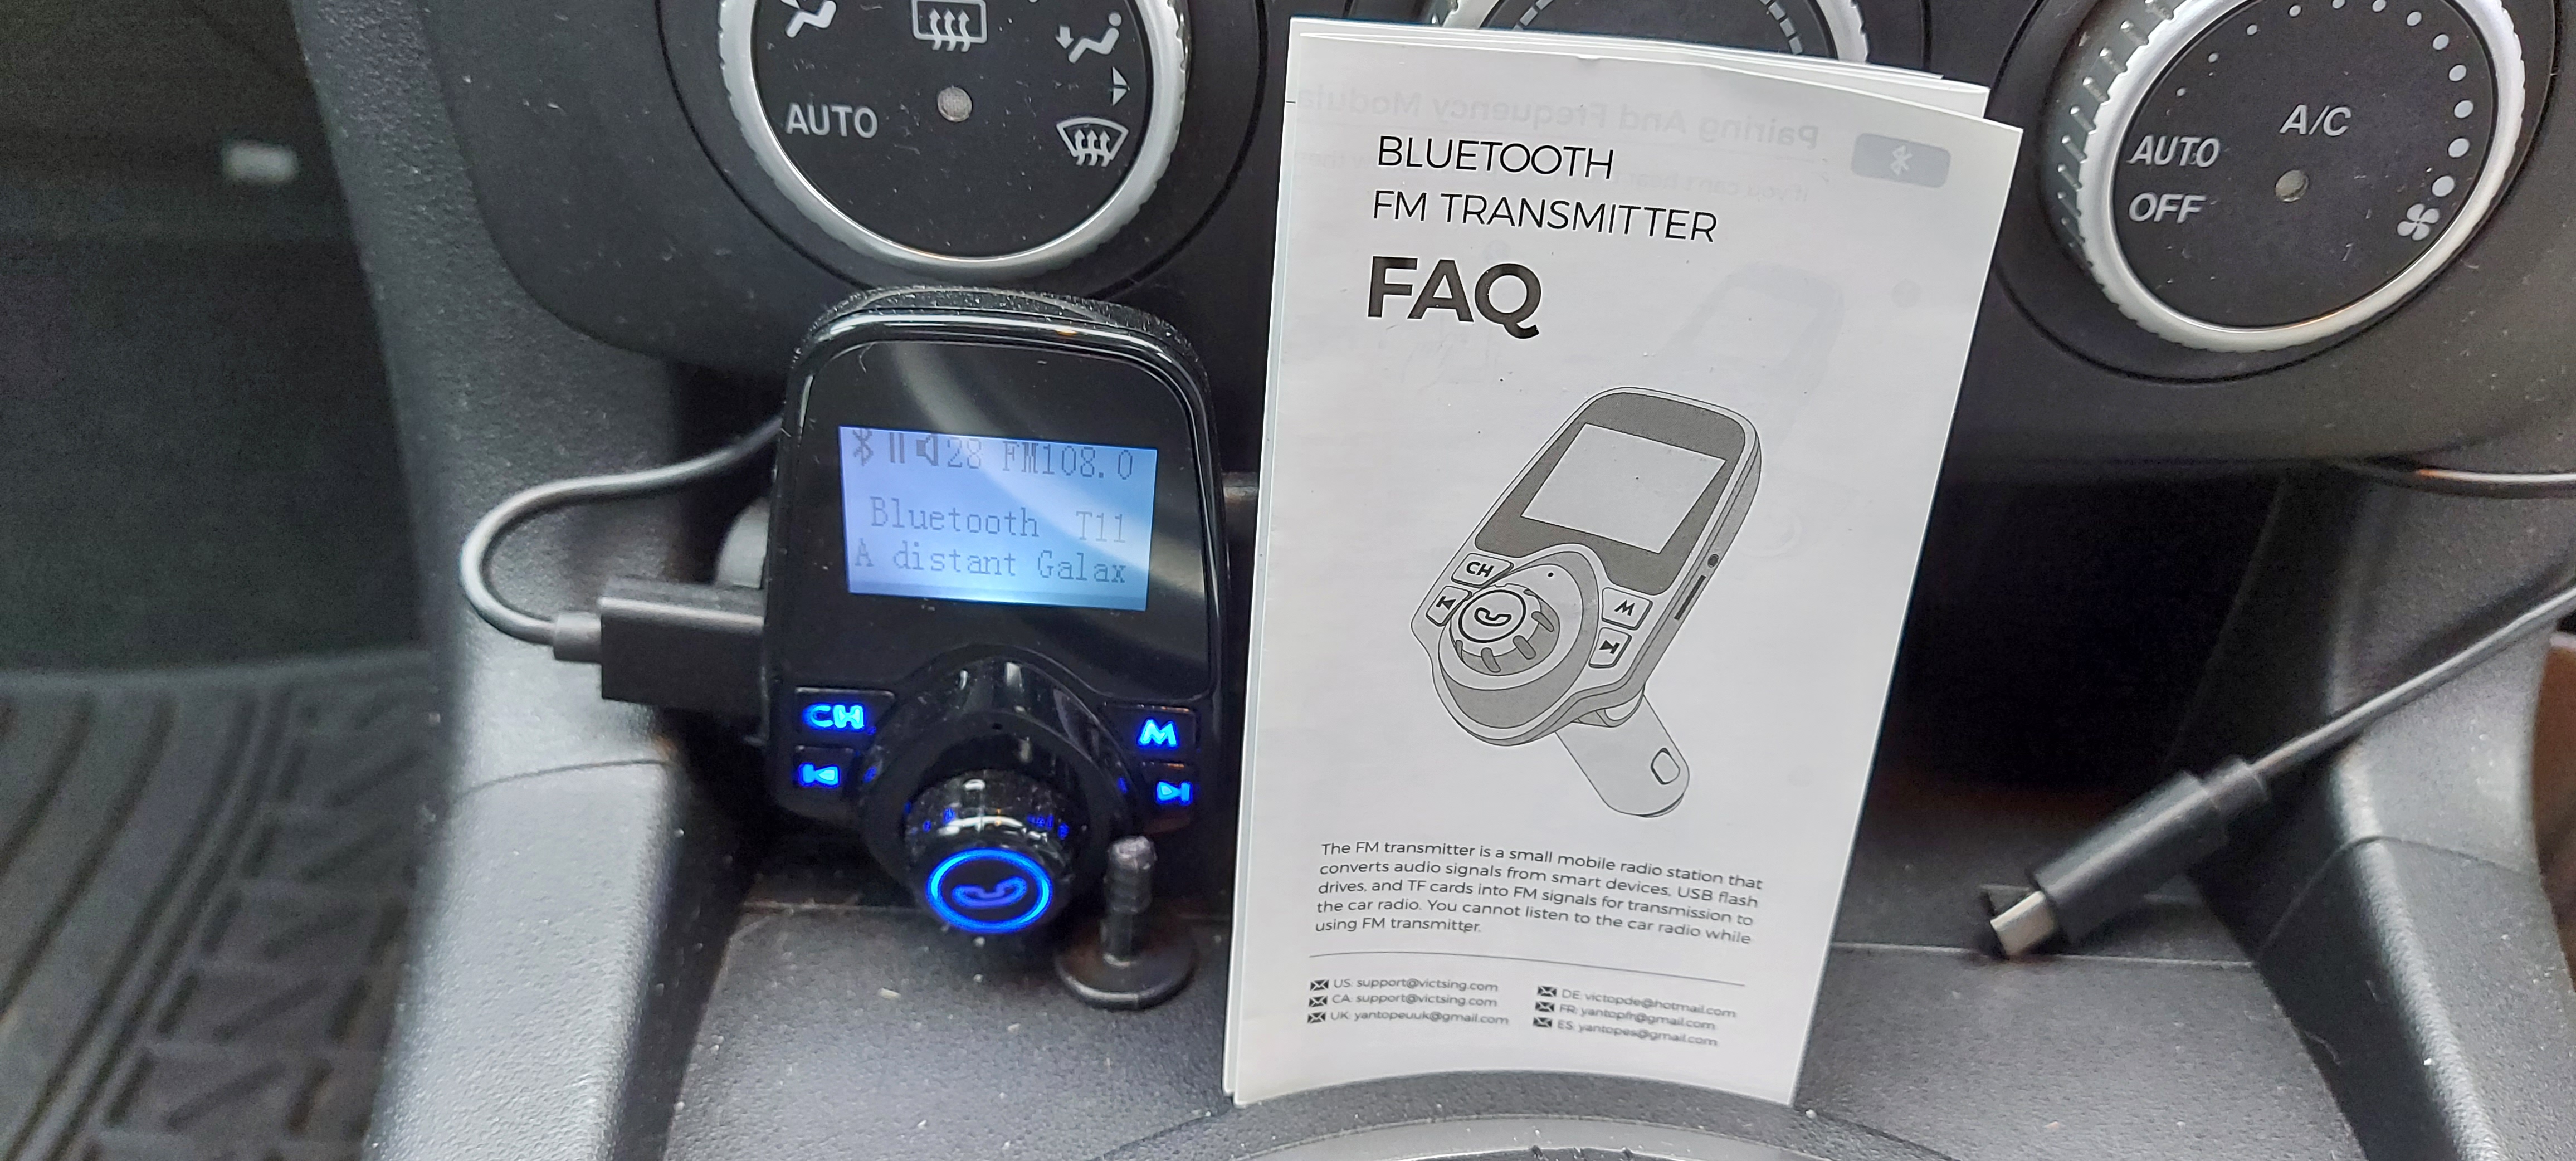 AUTO
A/C
AUTO
OFF
28 FM108.0
Bluetooth T11
A distant Galax
CH
M
BLUETOOTH
FM TRANSMITTER
FAQ
CH
M
The FM transmitter is a small mobile radio station that
converts audio signals from smart devices, USB flash
drives, and TF cards into FM signals for transmission to
the car radio. You cannot listen to the car radio while
using FM transmitter.
US: support@victsing.com
CA: support@victsing.com
UK: yantopeuuk@gmail.com
DE: victopde@hotmail.com
FR: yantopfr@gmail.com
ES: yantopes@gmail.com
Pairing And Frequency Modula